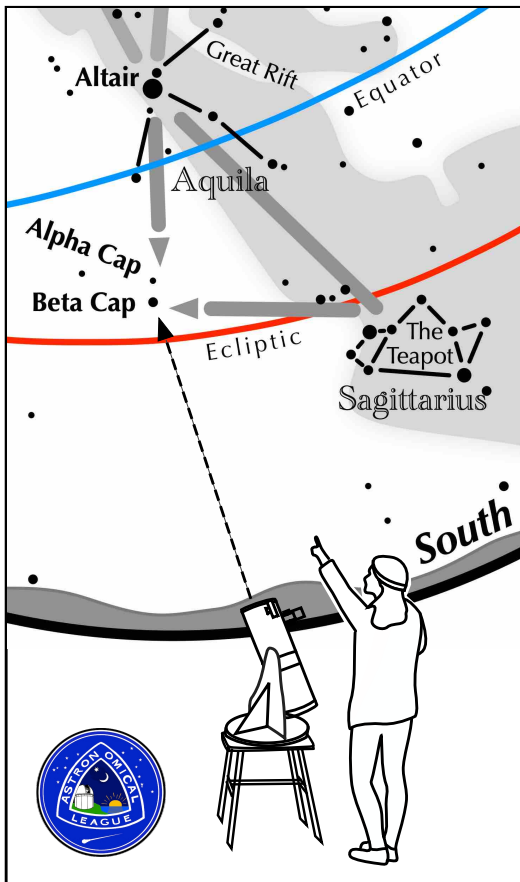 Altair
Great Rift
Equator
Aquila
Alpha Cap
Beta Cap
Ecliptic
The
Teapot
Sagittarius
South
ASTRONOMICAL
LEAGUE